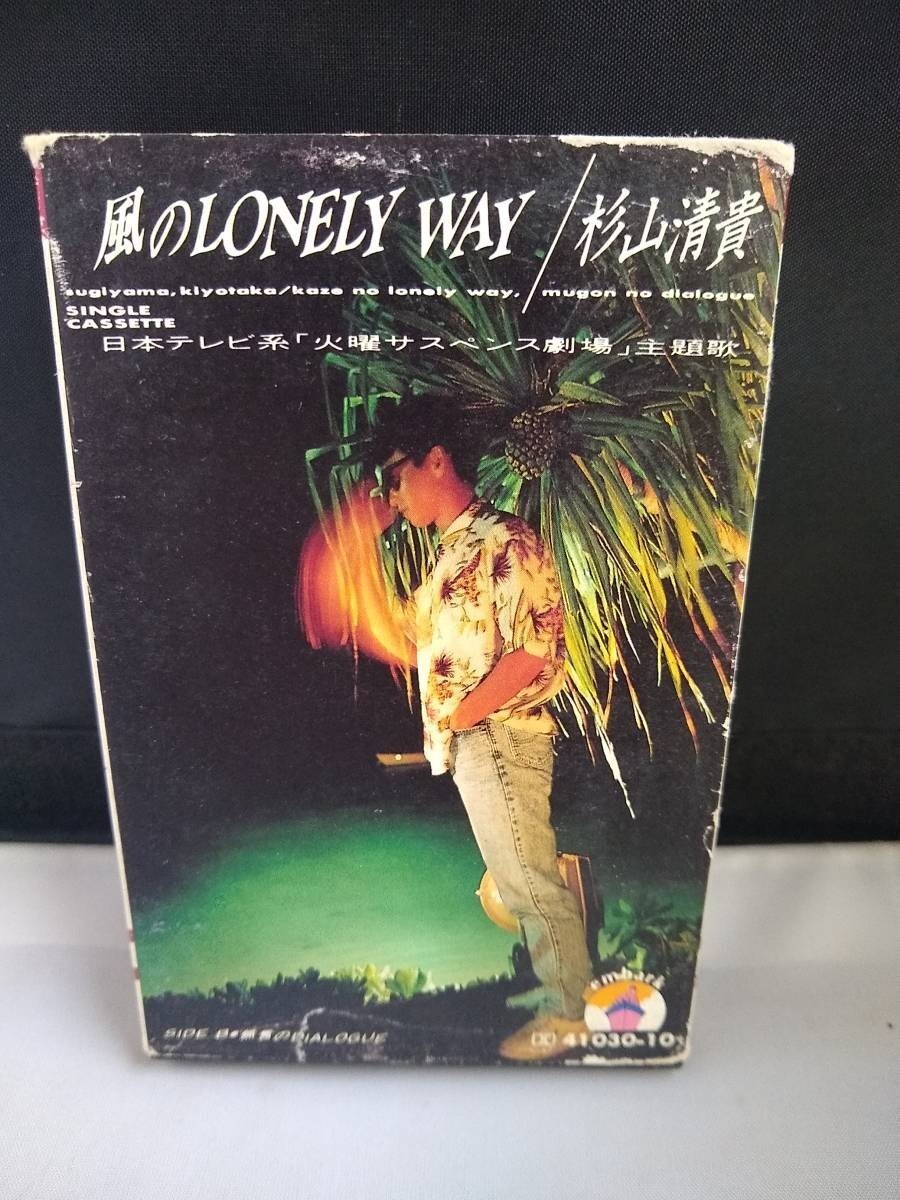 風のLONELY WAY/杉山清貴
sugiyama,kiyotaka/kaze no lonely way, mugon no dialogue
SINGLE
CASSETTE
日本テレビ系「火曜サスペンス劇場」主題歌
embark
SIDE B●無言のDIALOGUE
41030-10